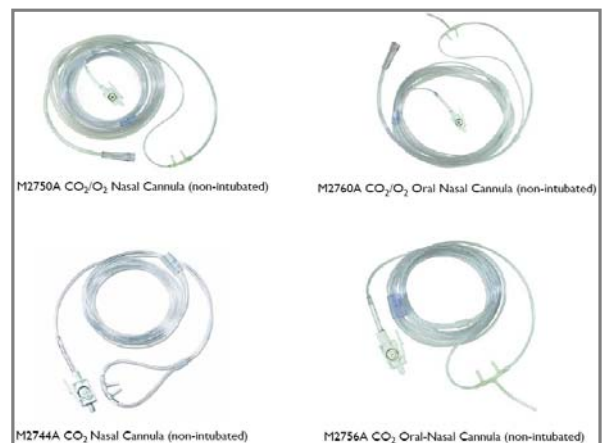 M2750A CO₂/O₂ Nasal Cannula (non-intubated)
M2760A CO₂/O₂ Oral Nasal Cannula (non-intubated)
M2744A CO₂ Nasal Cannula (non-intubated)
M2756A CO₂ Oral-Nasal Cannula (non-intubated)